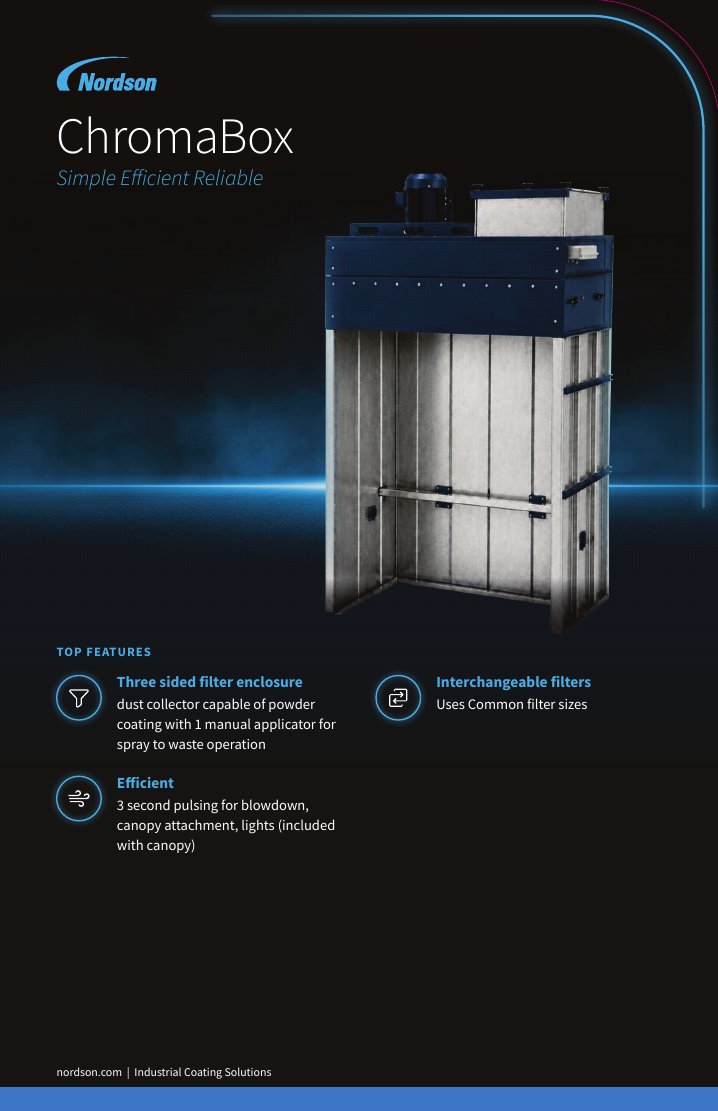 Nordson
ChromaBox
Simple Efficient Reliable
TOP FEATURES
Three sided filter enclosure
dust collector capable of powder
coating with 1 manual applicator for
spray to waste operation
Interchangeable filters
Uses Common filter sizes
Efficient
3 second pulsing for blowdown,
canopy attachment, lights (included
with canopy)
nordson.com | Industrial Coating Solutions